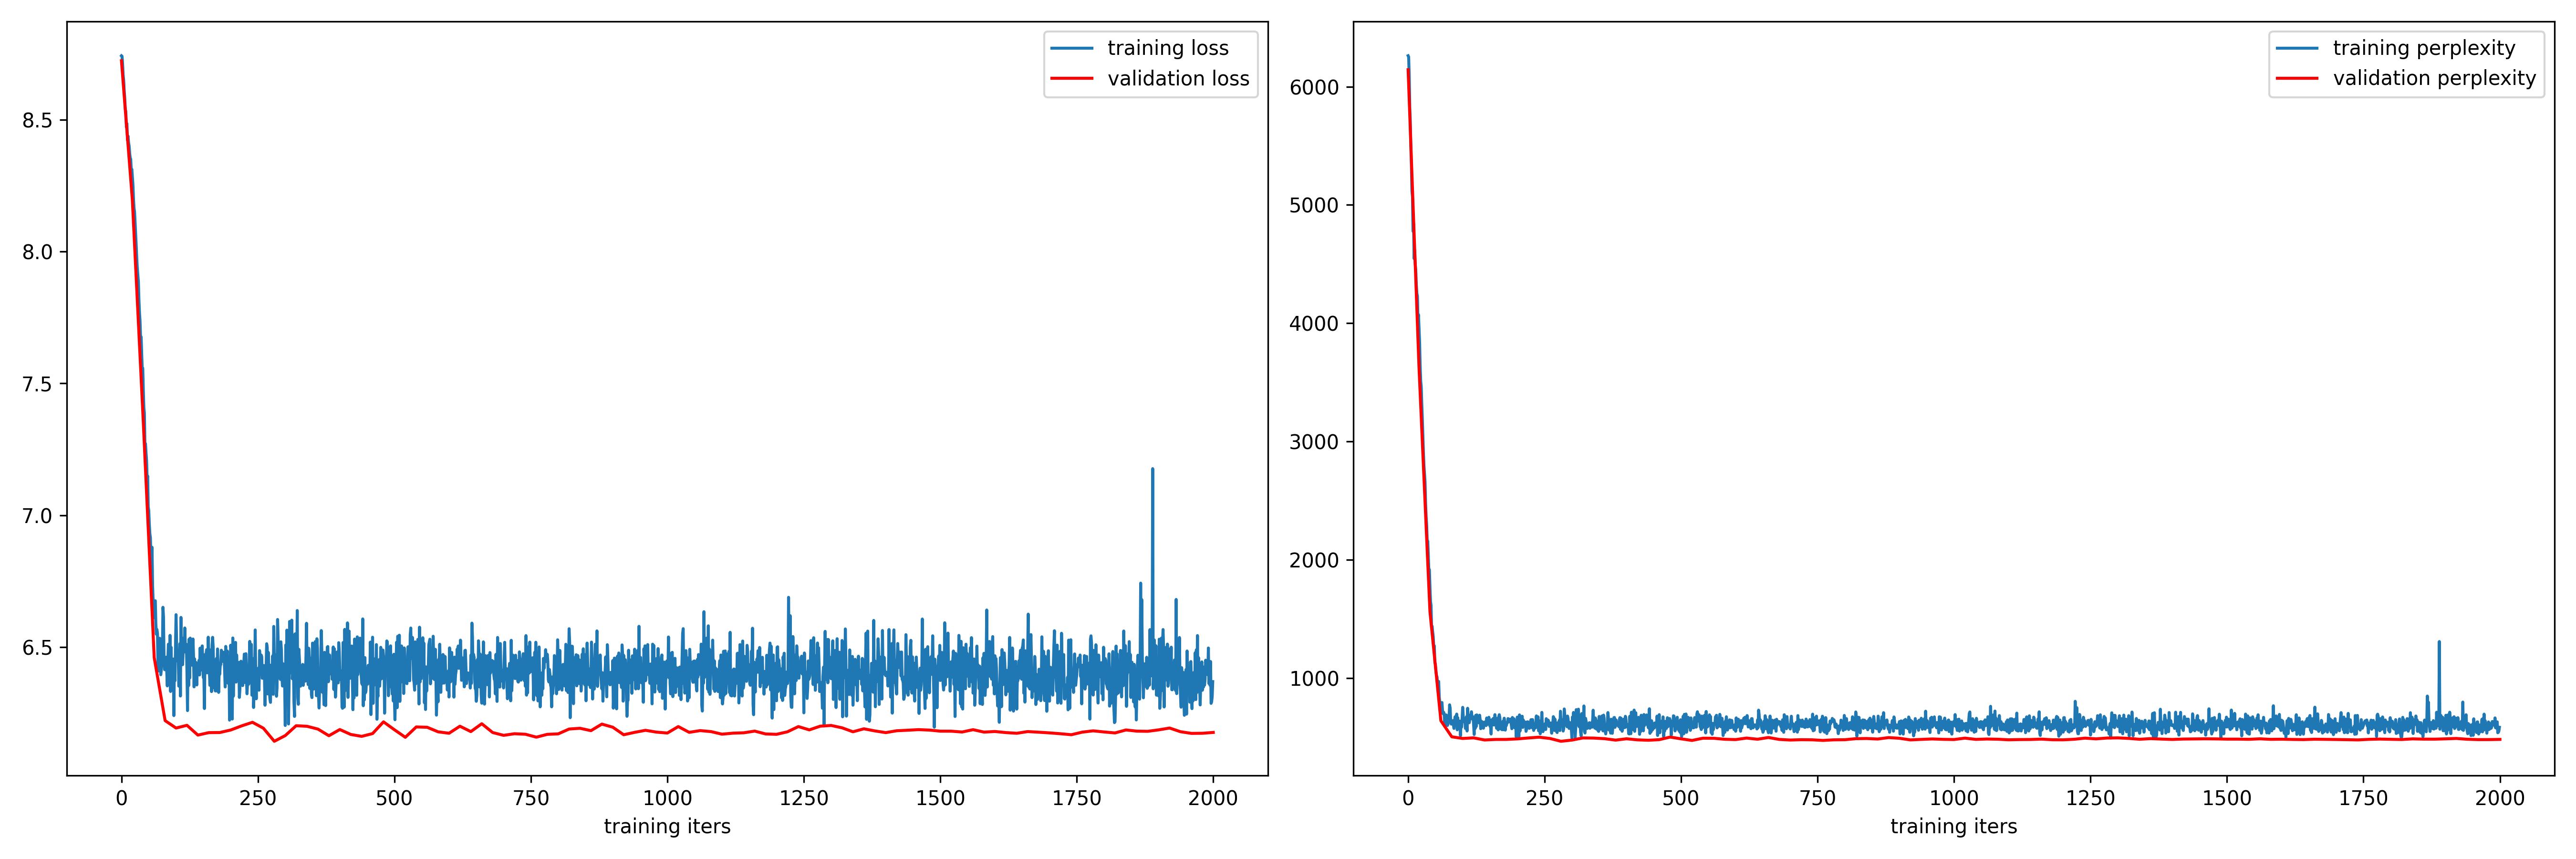 training loss
validation loss
8.5
8.0
7.5
7.0
6.5
0 250 500 750 1000 1250 1500 1750 2000
training iters
training perplexity
validation perplexity
6000
5000
4000
3000
2000
1000
0 250 500 750 1000 1250 1500 1750 2000
training iters